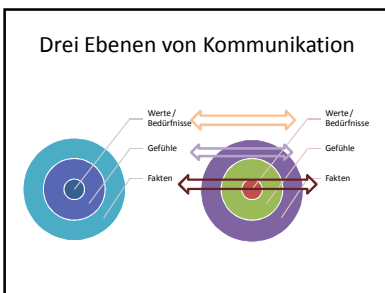 Drei Ebenen von Kommunikation
Werte /
Bedürfnisse
Gefühle
Fakten
Werte /
Bedürfnisse
Gefühle
Fakten